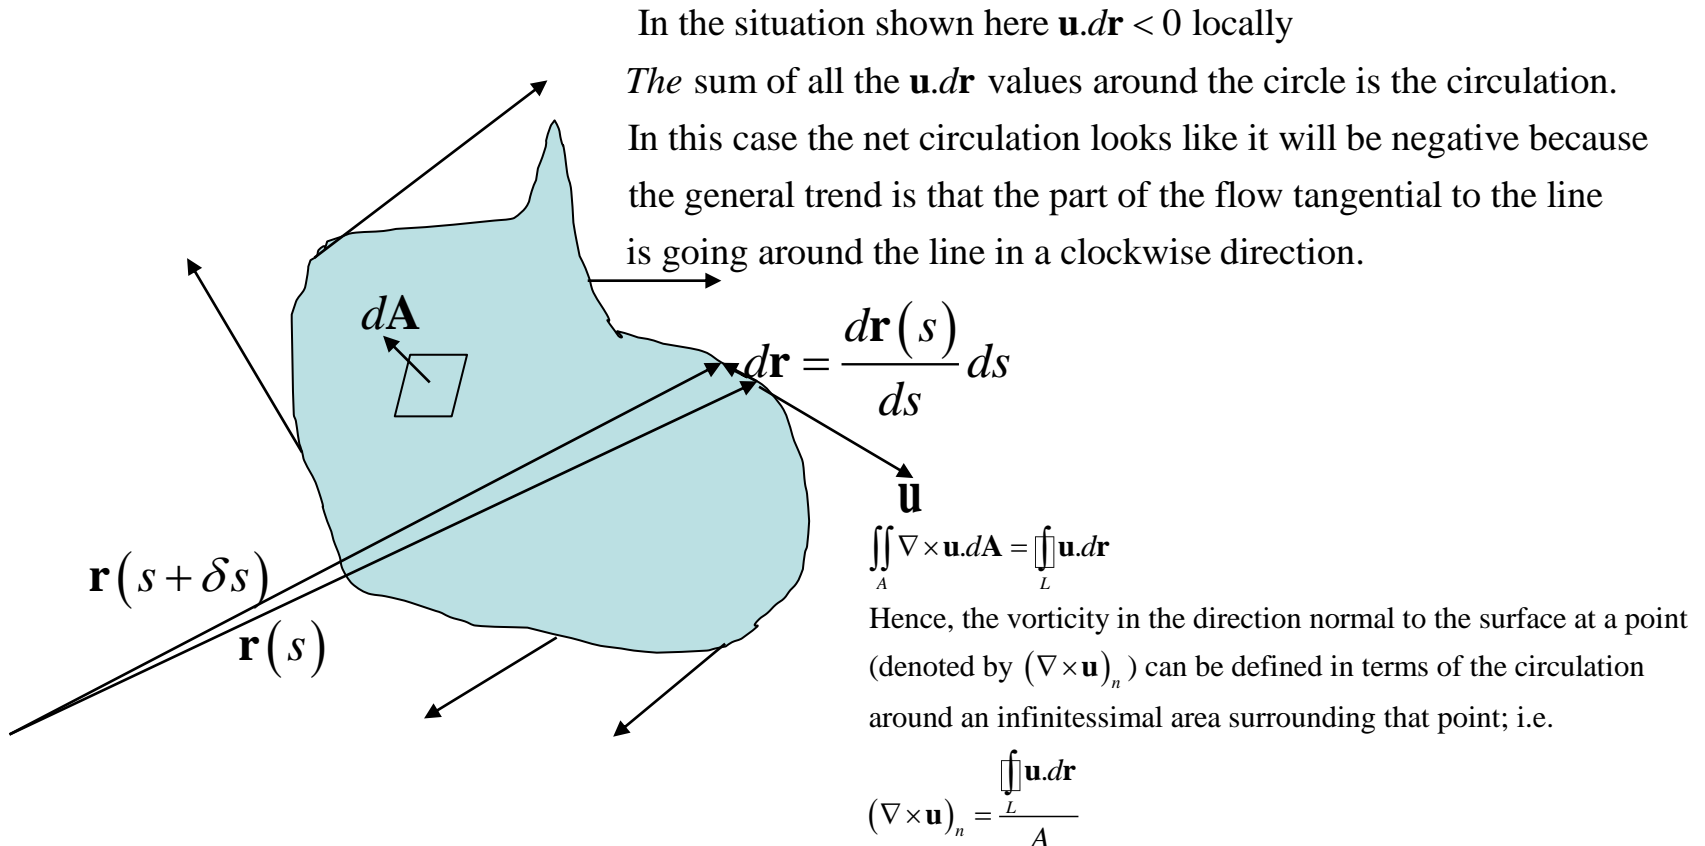 In the situation shown here u.dr < 0 locally
The sum of all the u.dr values around the circle is the circulation.
In this case the net circulation looks like it will be negative because
the general trend is that the part of the flow tangential to the line
is going around the line in a clockwise direction.
dA
dr = dr(s)/ds ds
u
r(s + δs)
r(s)
∬_A ∇ × u.dA = ∮_L u.dr
Hence, the vorticity in the direction normal to the surface at a point
(denoted by (∇ × u)_n ) can be defined in terms of the circulation
around an infinitessimal area surrounding that point; i.e.
(∇ × u)_n = ∮_L u.dr / A